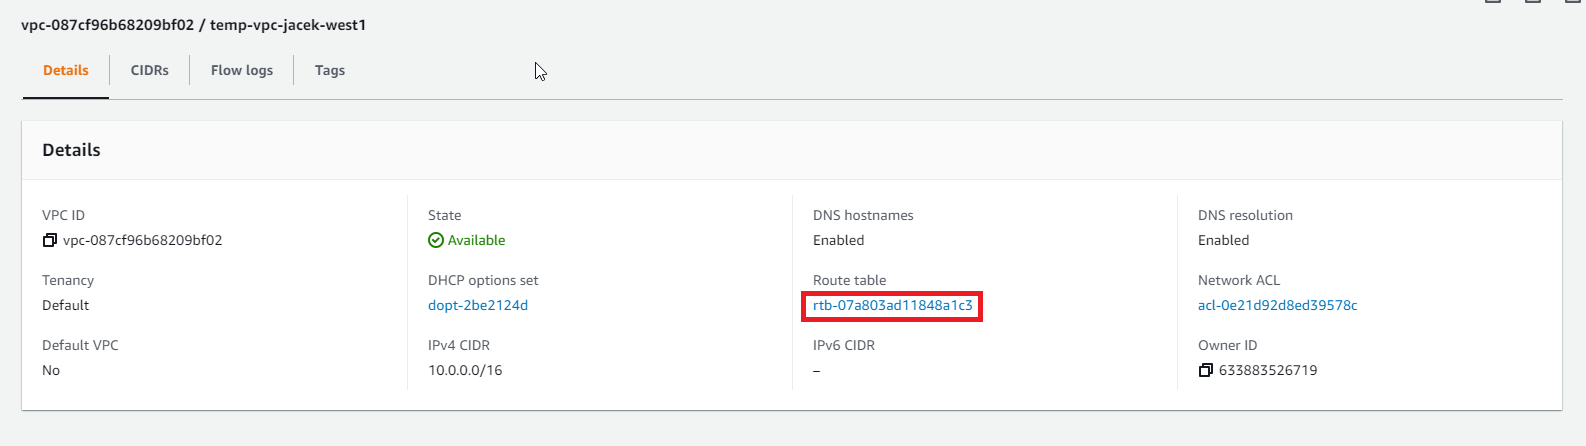 vpc-087cf96b68209bf02 / temp-vpc-jacek-west1
Details CIDRs Flow logs Tags
Details
VPC ID State DNS hostnames DNS resolution
vpc-087cf96b68209bf02 Available Enabled Enabled
Tenancy DHCP options set Route table Network ACL
Default dopt-2be2124d rtb-07a803ad11848a1c3 acl-0e21d92d8ed39578c
Default VPC IPv4 CIDR IPv6 CIDR Owner ID
No 10.0.0.0/16 – 633883526719